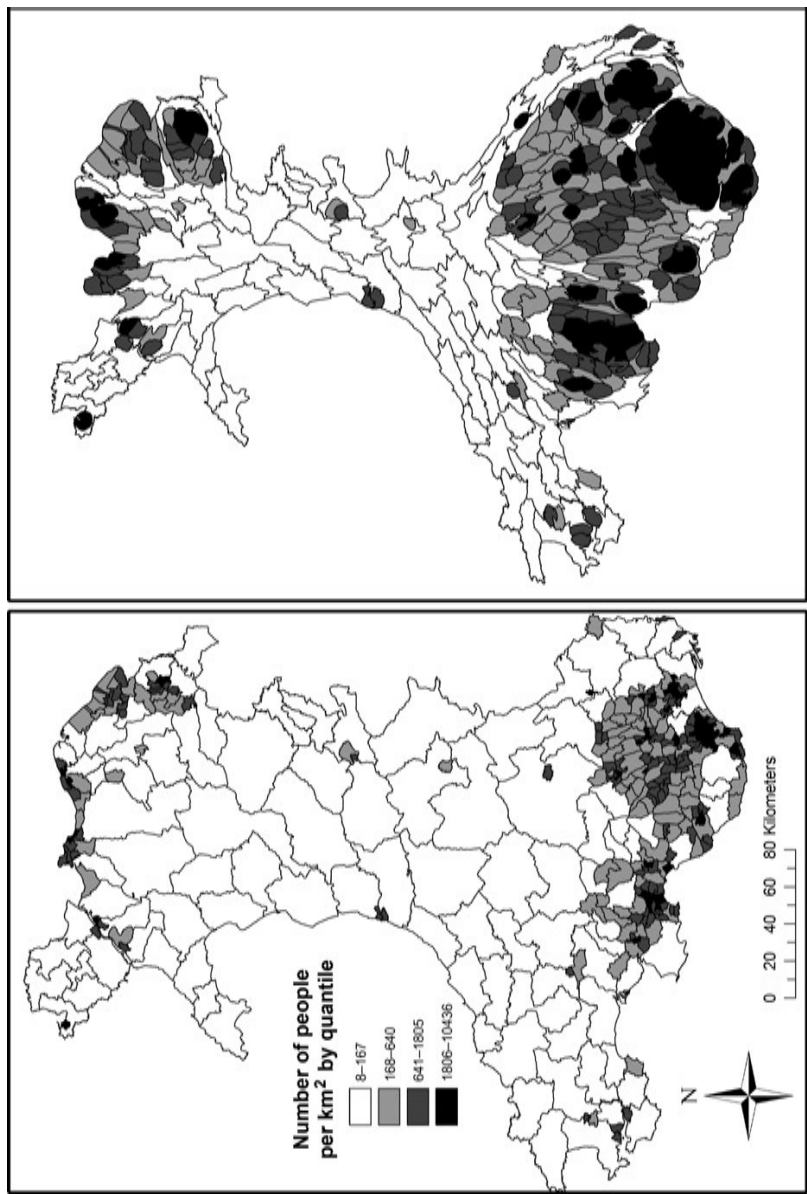 Number of people
per km² by quantile
8–167
168–640
641–1805
1806–10436
N
0 20 40 60 80 Kilometers